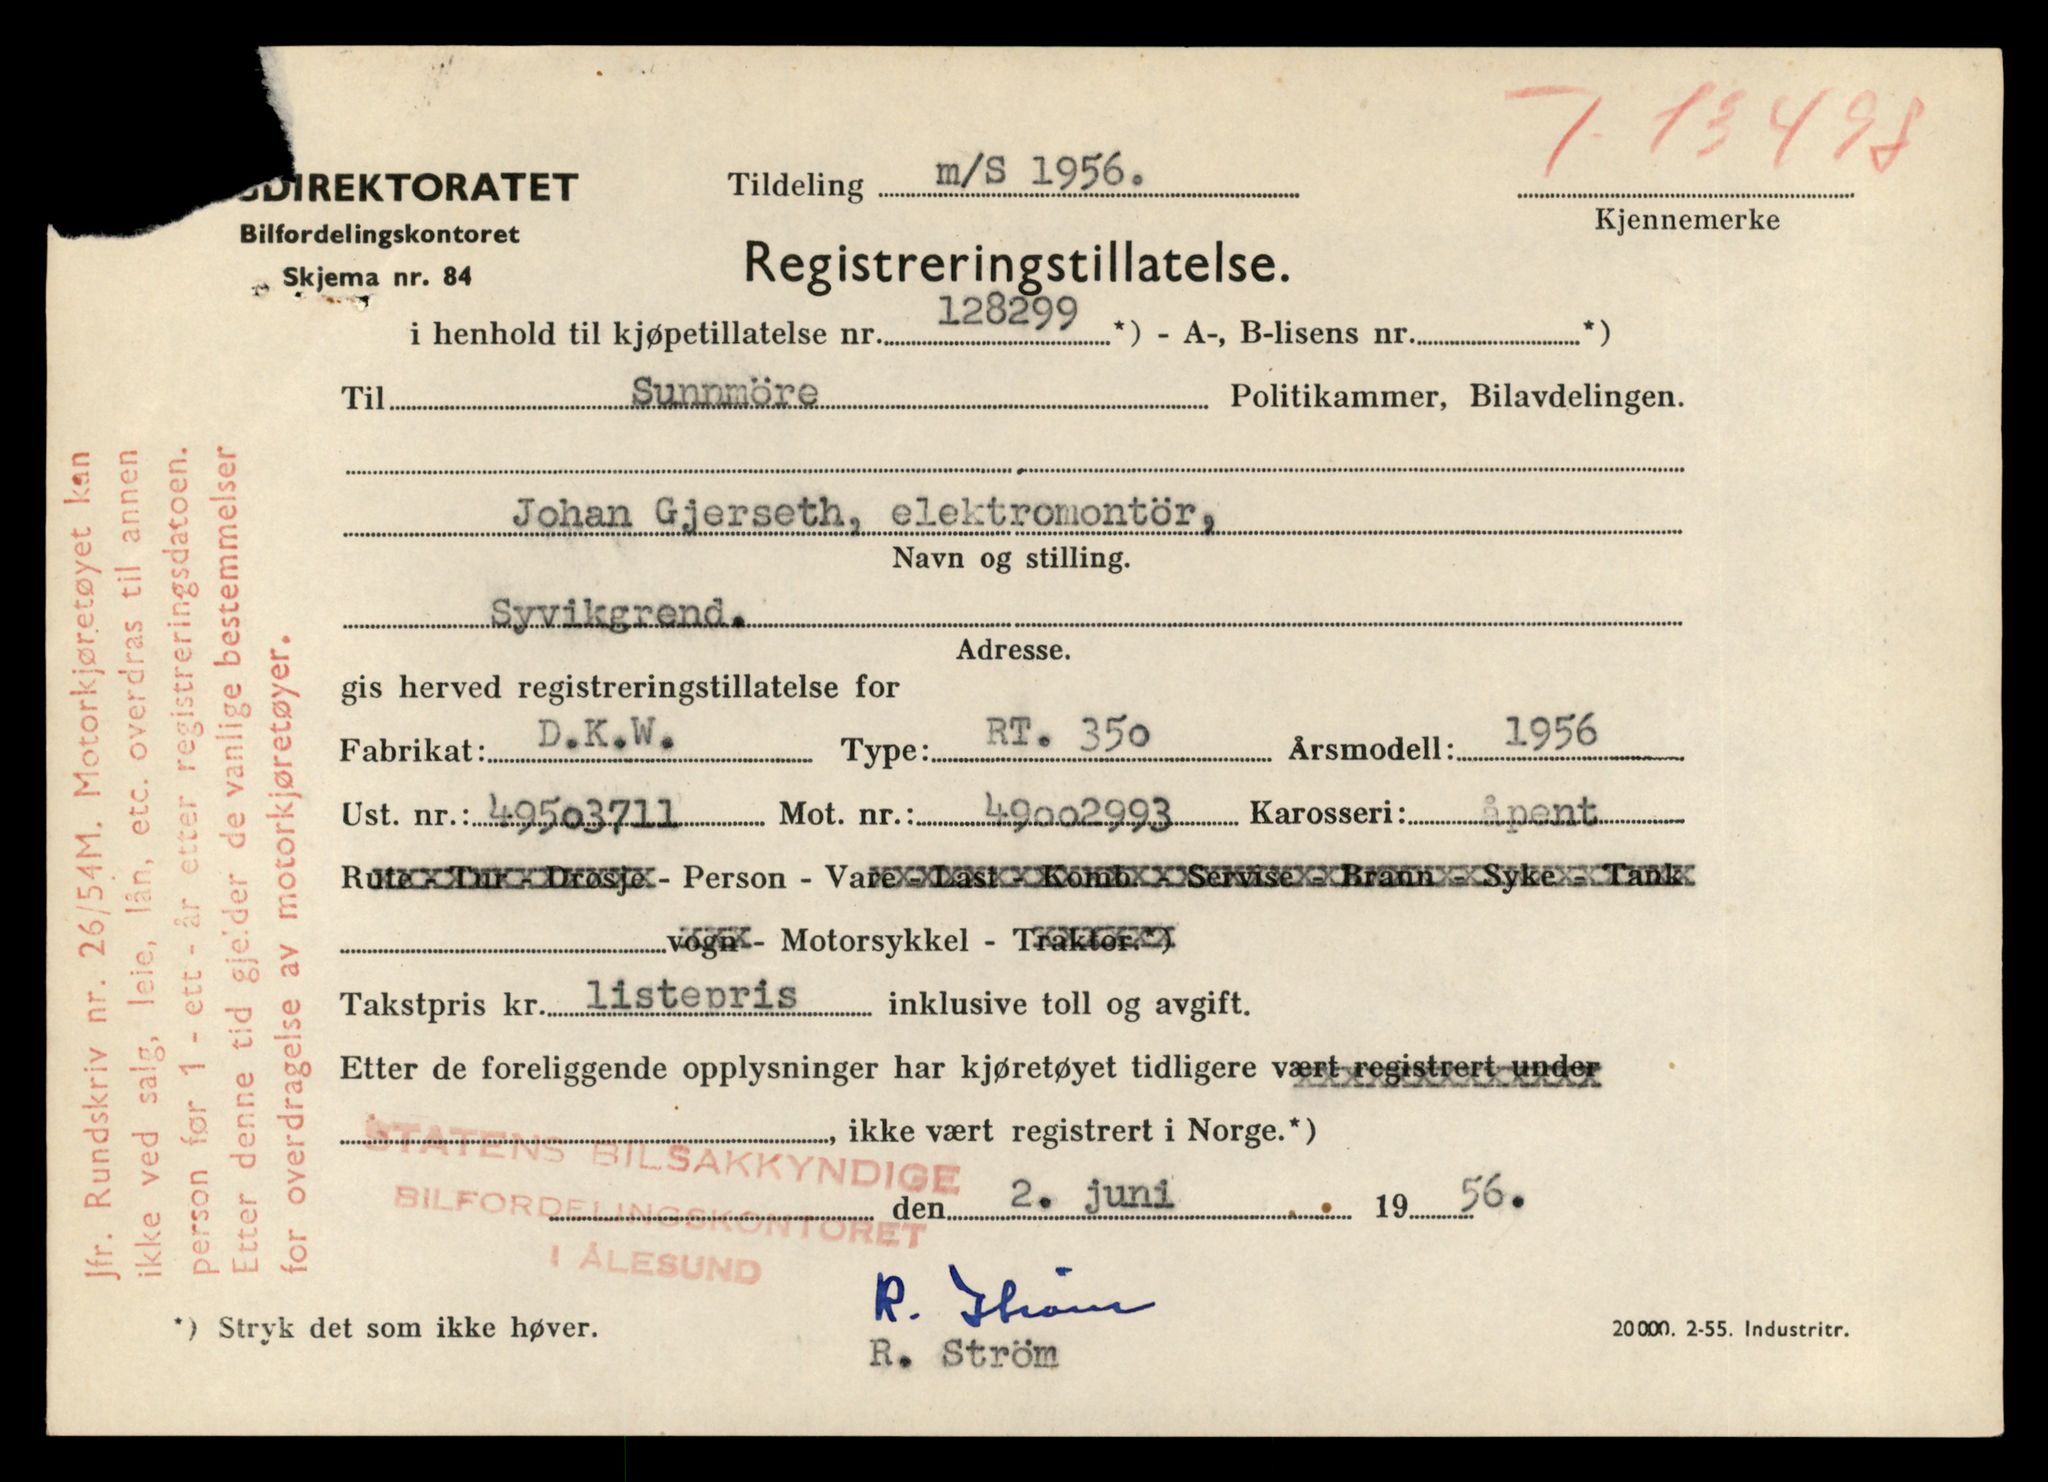 T. 13498
DIREKTORATET
Tildeling m/S 1956.
Kjennemerke
Bilfordelingskontoret
Skjema nr. 84
Registreringstillatelse.
i henhold til kjøpetillatelse nr. 128299 *) - A-, B-lisens nr. *)
Til Sunnmöre Politikammer, Bilavdelingen.
Johan Gjerseth, elektromontör,
Navn og stilling.
Syvikgrend.
Adresse.
gis herved registreringstillatelse for
Fabrikat: D.K.W. Type: RT. 350 Årsmodell: 1956
Ust. nr.: 49503711 Mot. nr.: 49002993 Karosseri: åpent
Rute - Tur - Drosje - Person - Vare - Last - Komb. - Servise - Brann - Syke - Tank
vogn - Motorsykkel - Traktor.*)
Takstpris kr. listepris inklusive toll og avgift.
Etter de foreliggende opplysninger har kjøretøyet tidligere vært registrert under
, ikke vært registrert i Norge.*)
STATENS BILSAKKYNDIGE
BILFORDELINGSKONTORET
I ÅLESUND
den 2. juni 19 56.
R. Ström
R. Ström
*) Stryk det som ikke høver.
20000. 2-55. Industritr.
Jfr. Rundskriv nr. 26/54M. Motorkjøretøyet kan
ikke ved salg, leie, lån, etc. overdras til annen
person før 1 - ett - år etter registreringsdatoen.
Etter denne tid gjelder de vanlige bestemmelser
for overdragelse av motorkjøretøyer.